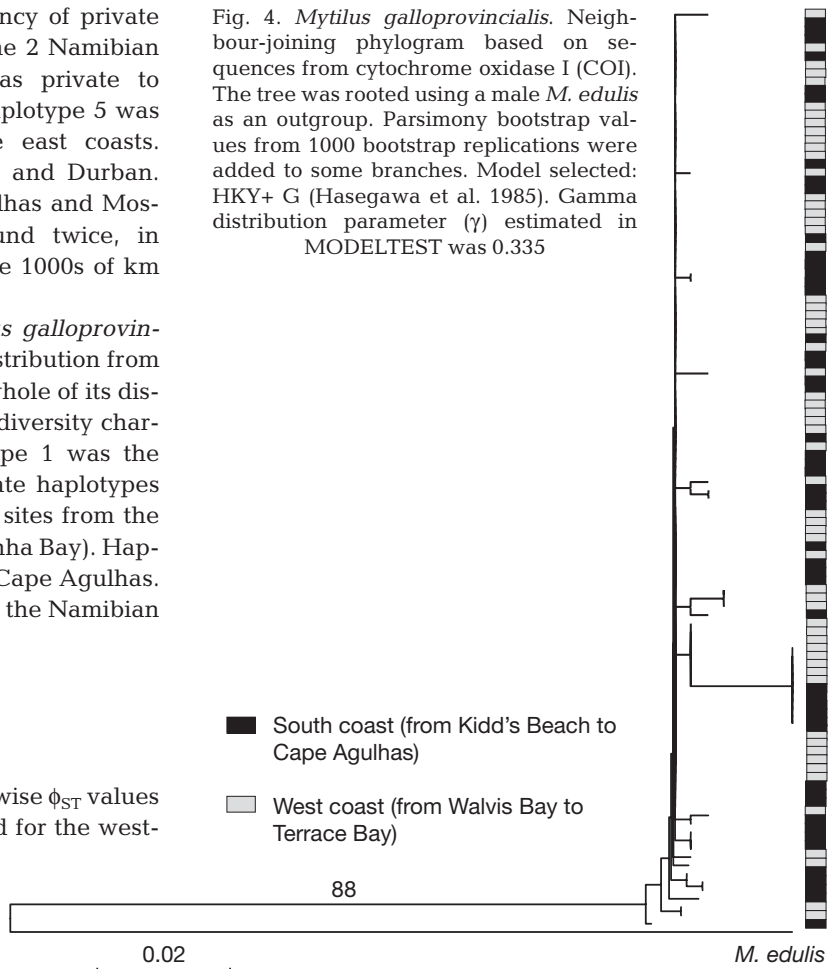 ncy of private
ne 2 Namibian
as private to
plotype 5 was
e east coasts.
and Durban.
lhas and Mos-
und twice, in
e 1000s of km
s galloprovin-
stribution from
whole of its dis-
diversity char-
pe 1 was the
ate haplotypes
sites from the
nha Bay). Hap-
Cape Agulhas.
the Namibian
wise ϕST values
d for the west-
Fig. 4. Mytilus galloprovincialis. Neigh-
bour-joining phylogram based on se-
quences from cytochrome oxidase I (COI).
The tree was rooted using a male M. edulis
as an outgroup. Parsimony bootstrap val-
ues from 1000 bootstrap replications were
added to some branches. Model selected:
HKY+ G (Hasegawa et al. 1985). Gamma
distribution parameter (γ) estimated in
MODELTEST was 0.335
South coast (from Kidd's Beach to
Cape Agulhas)
West coast (from Walvis Bay to
Terrace Bay)
88
0.02
M. edulis